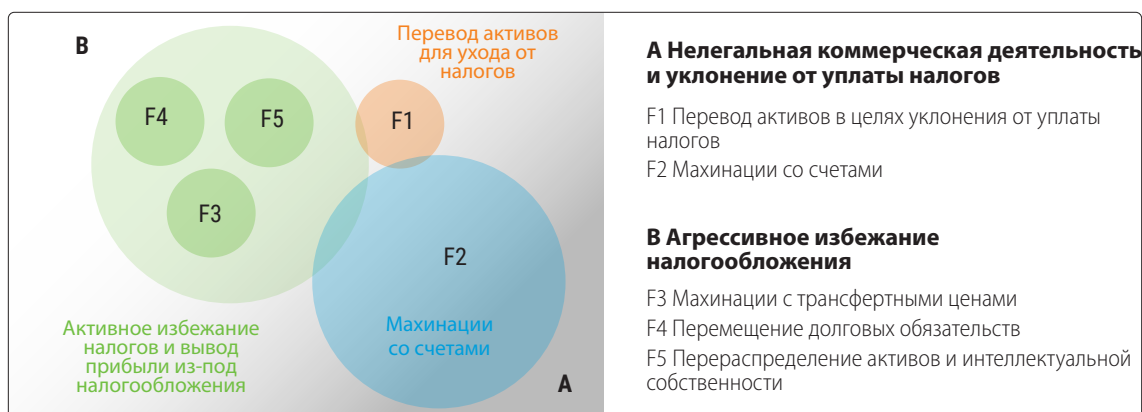 B
Перевод активов
для ухода от
налогов
F4
F5
F1
F3
F2
Активное избежание
налогов и вывод
прибыли из-под
налогообложения
Махинации
со счетами
A
A Нелегальная коммерческая деятельность
и уклонение от уплаты налогов
F1 Перевод активов в целях уклонения от уплаты
налогов
F2 Махинации со счетами
B Агрессивное избежание
налогообложения
F3 Махинации с трансфертными ценами
F4 Перемещение долговых обязательств
F5 Перераспределение активов и интеллектуальной
собственности